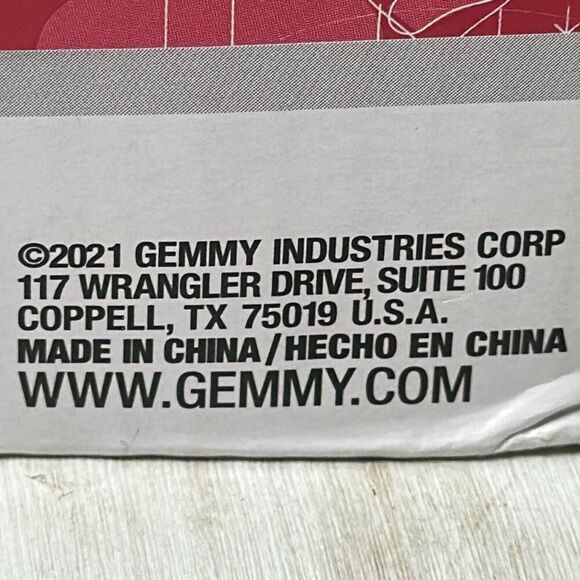 ©2021 GEMMY INDUSTRIES CORP
117 WRANGLER DRIVE, SUITE 100
COPPELL, TX 75019 U.S.A.
MADE IN CHINA/HECHO EN CHINA
WWW.GEMMY.COM